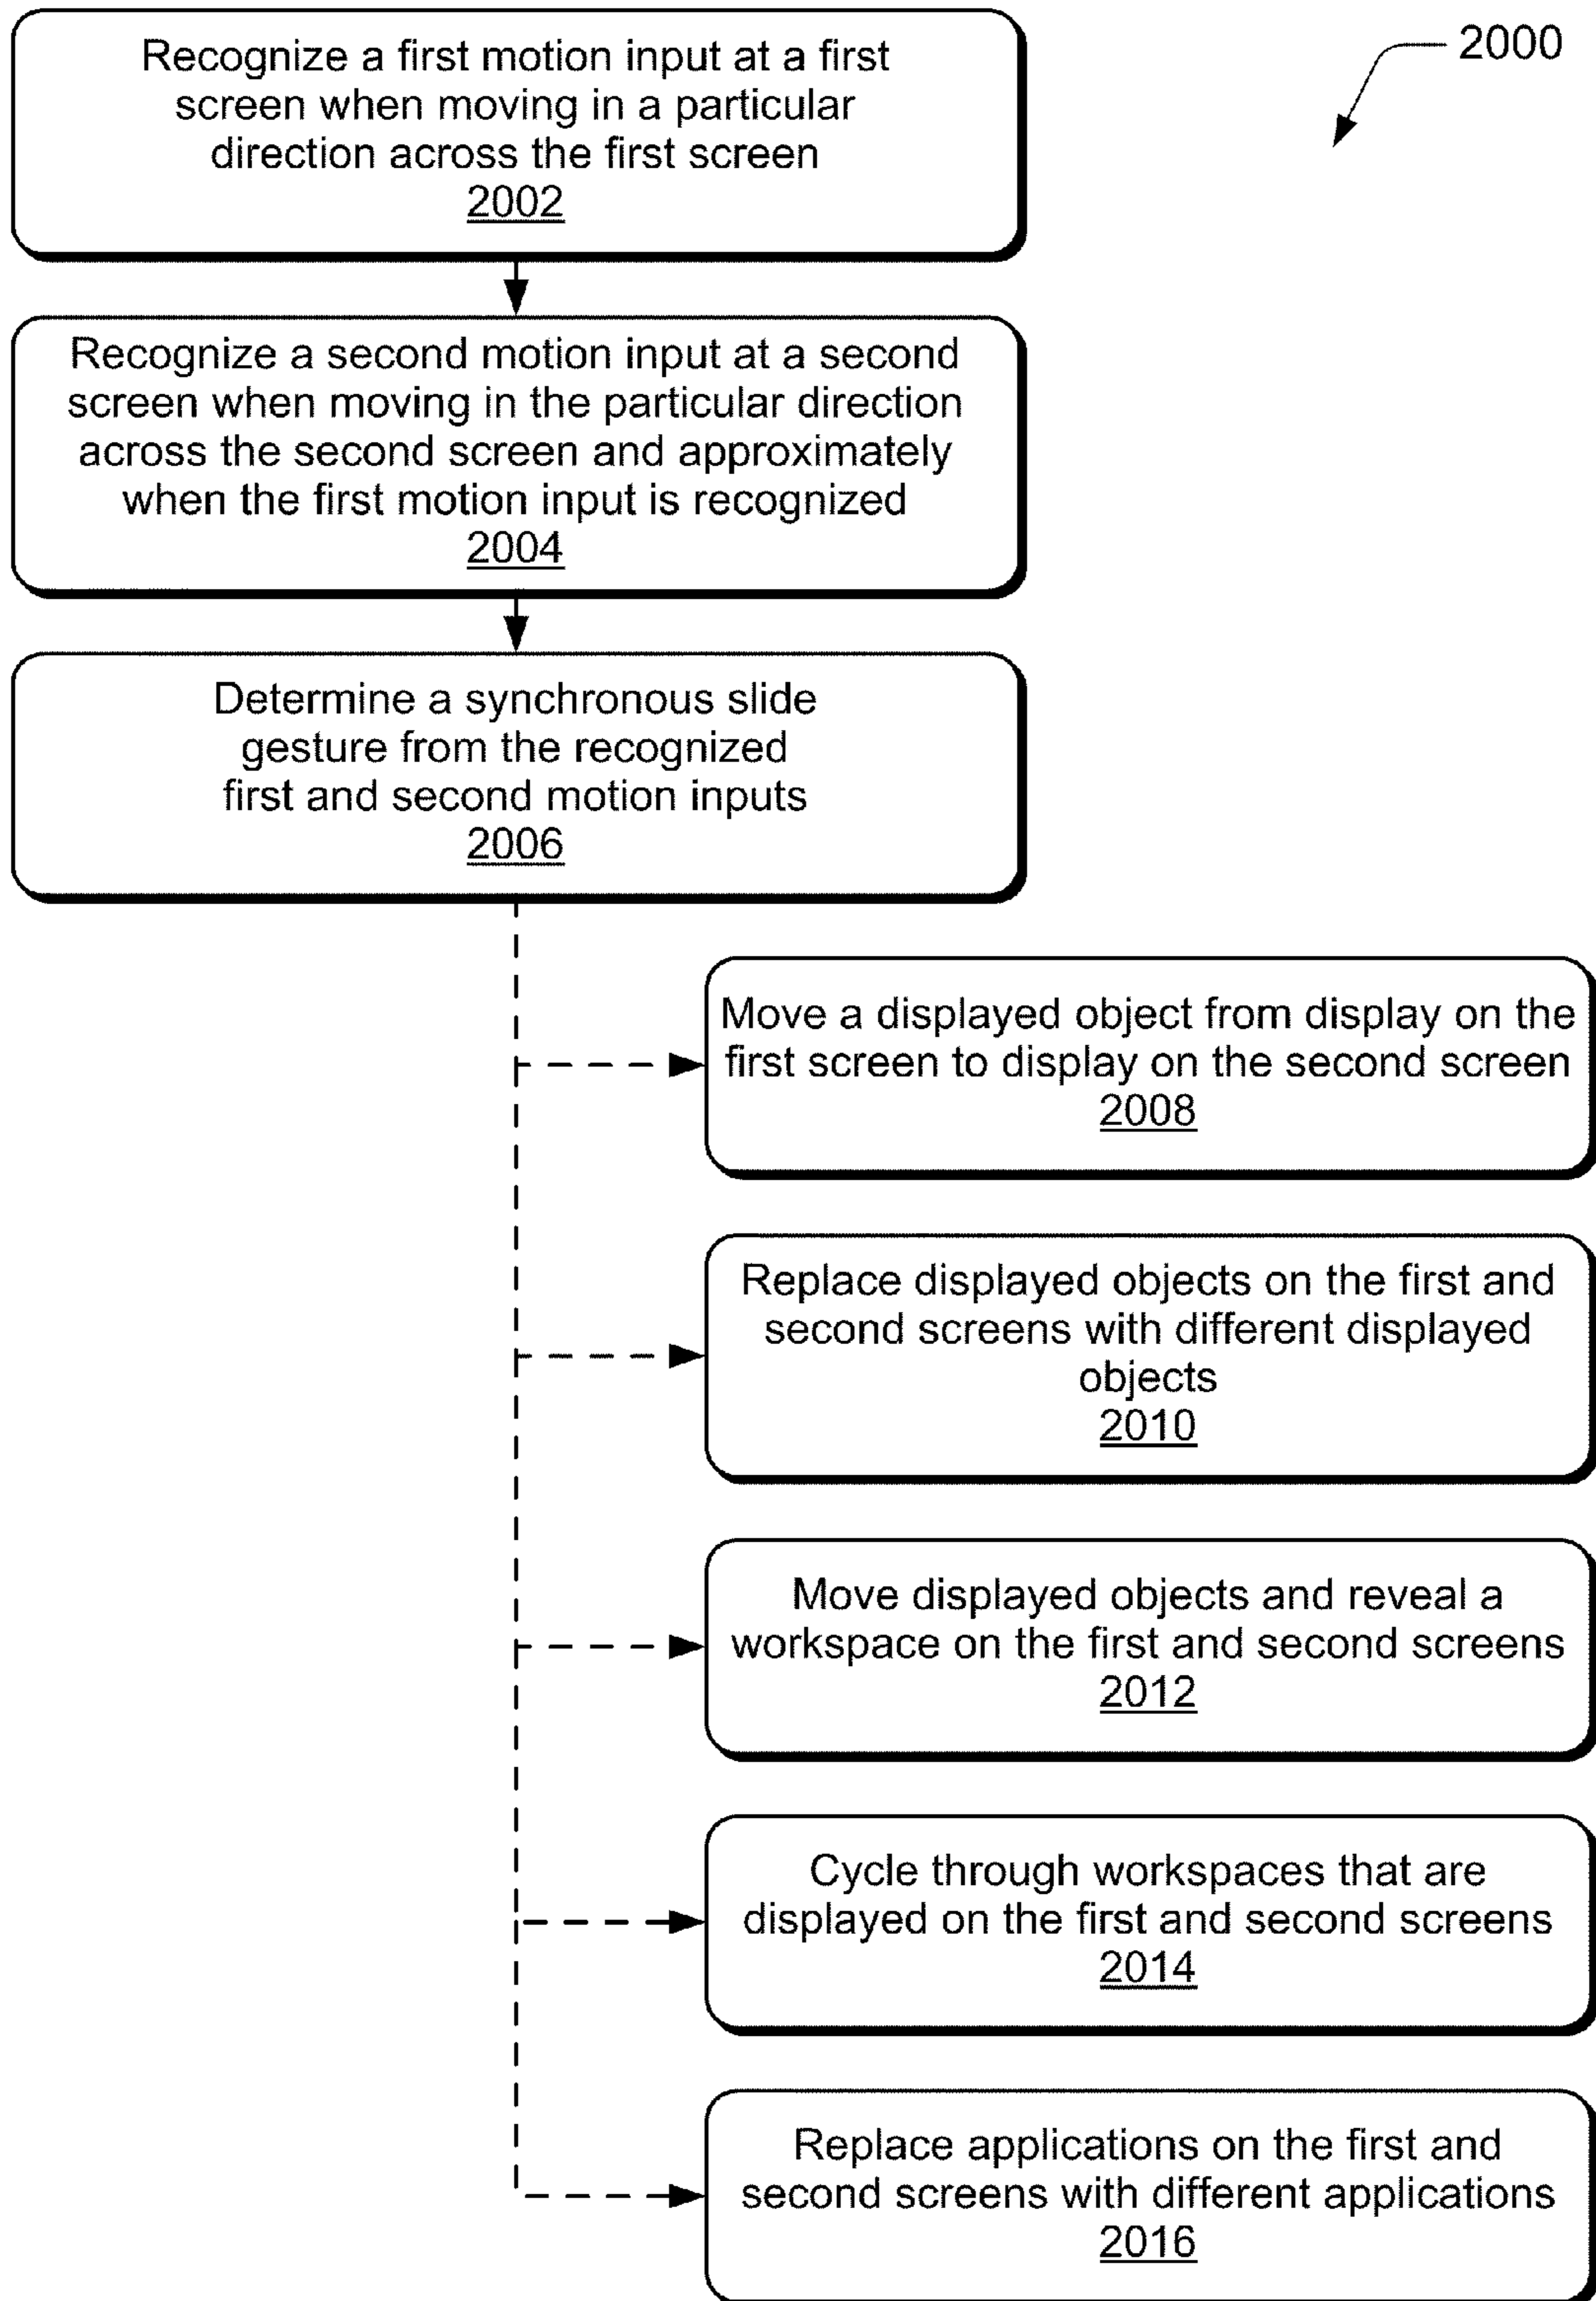 2000
Recognize a first motion input at a first
screen when moving in a particular
direction across the first screen
2002
Recognize a second motion input at a second
screen when moving in the particular direction
across the second screen and approximately
when the first motion input is recognized
2004
Determine a synchronous slide
gesture from the recognized
first and second motion inputs
2006
Move a displayed object from display on the
first screen to display on the second screen
2008
Replace displayed objects on the first and
second screens with different displayed
objects
2010
Move displayed objects and reveal a
workspace on the first and second screens
2012
Cycle through workspaces that are
displayed on the first and second screens
2014
Replace applications on the first and
second screens with different applications
2016